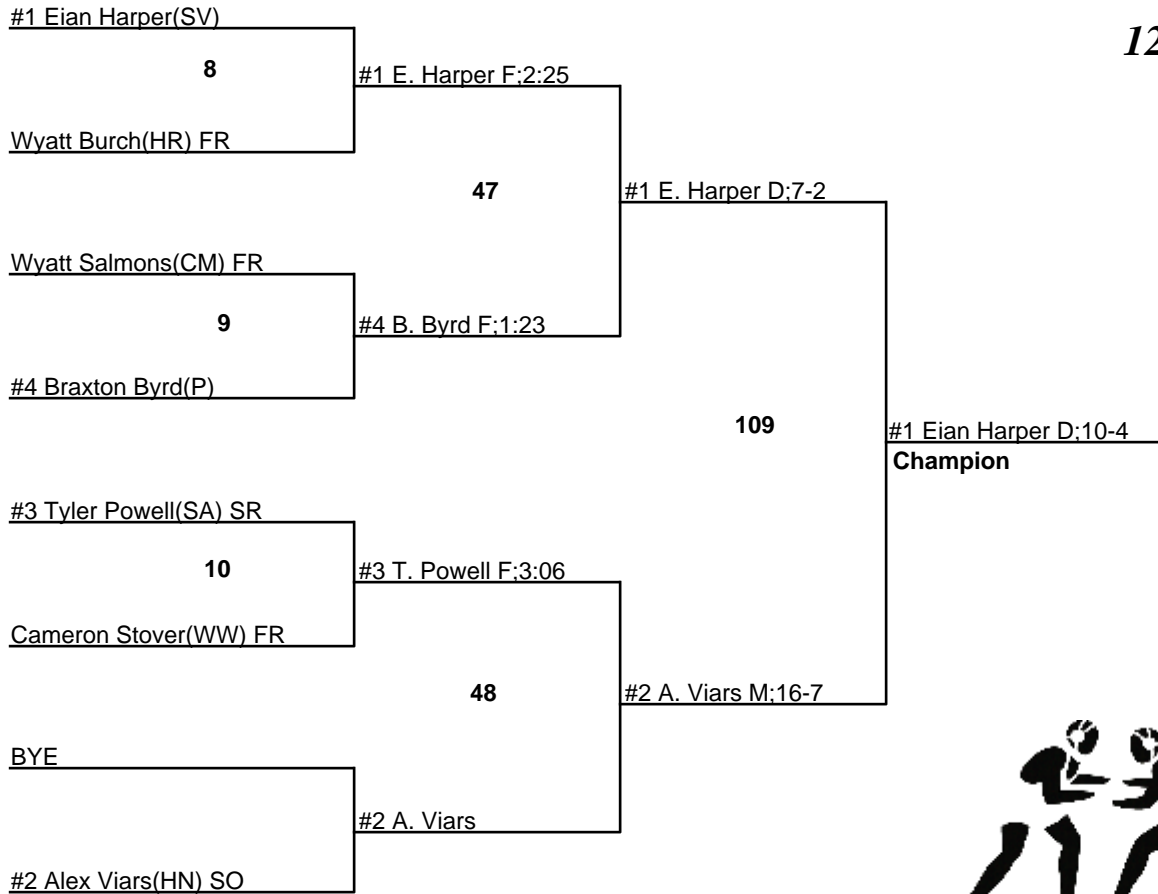 #1 Eian Harper(SV)
12
8
#1 E. Harper F;2:25
Wyatt Burch(HR) FR
47
#1 E. Harper D;7-2
Wyatt Salmons(CM) FR
9
#4 B. Byrd F;1:23
#4 Braxton Byrd(P)
109
#1 Eian Harper D;10-4
Champion
#3 Tyler Powell(SA) SR
10
#3 T. Powell F;3:06
Cameron Stover(WW) FR
48
#2 A. Viars M;16-7
BYE
#2 A. Viars
#2 Alex Viars(HN) SO